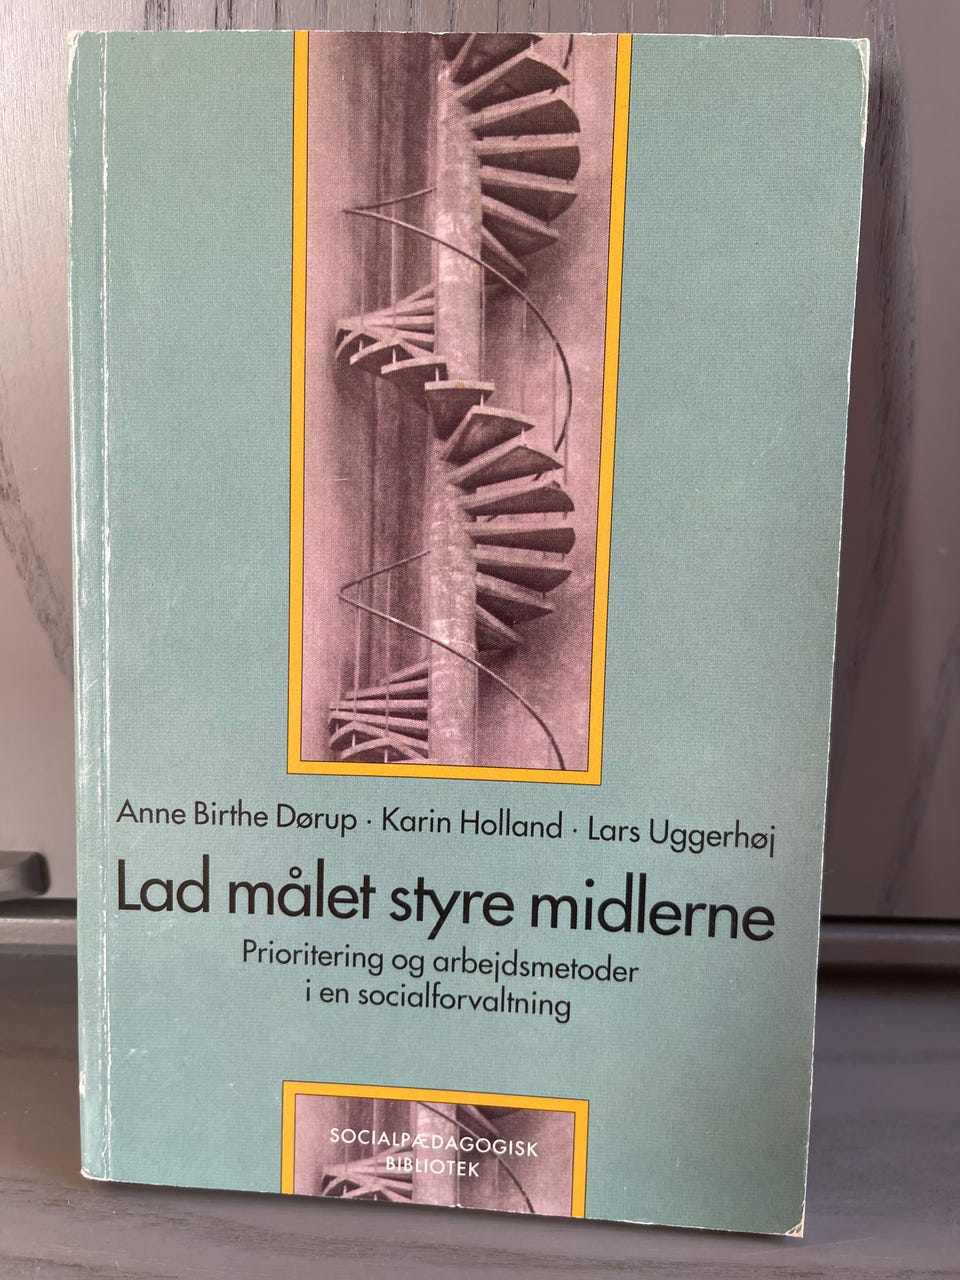 Anne Birthe Dørup · Karin Holland · Lars Uggerhøj
Lad målet styre midlerne
Prioritering og arbejdsmetoder
i en socialforvaltning
SOCIALPÆDAGOGISK
BIBLIOTEK